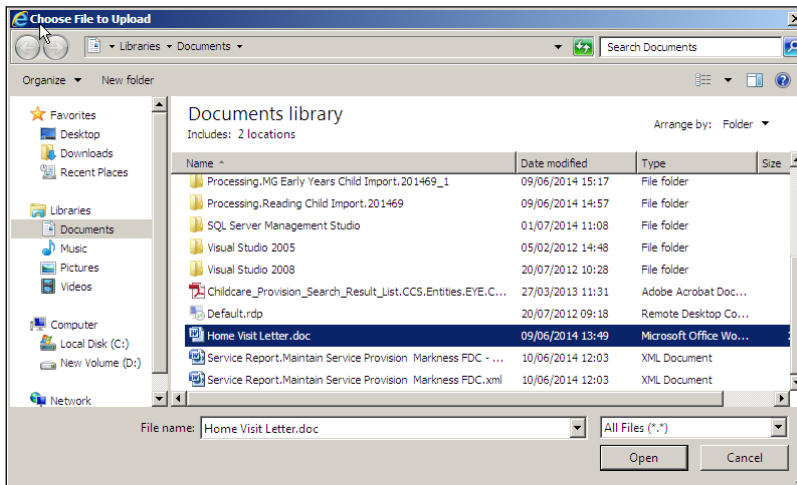 Choose File to Upload
Libraries Documents Search Documents
Organize New folder
Favorites
Desktop
Downloads
Recent Places
Libraries
Documents
Music
Pictures
Videos
Computer
Local Disk (C:)
New Volume (D:)
Network
Documents library
Includes: 2 locations
Arrange by: Folder
Name Date modified Type Size
Processing.MG Early Years Child Import.201469_1 09/06/2014 15:17 File folder
Processing.Reading Child Import.201469 09/06/2014 14:57 File folder
SQL Server Management Studio 01/07/2014 11:08 File folder
Visual Studio 2005 05/02/2012 14:48 File folder
Visual Studio 2008 20/07/2012 10:28 File folder
Childcare_Provision_Search_Result_List.CCS.Entities.EYE.C... 27/03/2013 11:31 Adobe Acrobat Doc...
Default.rdp 20/07/2012 09:18 Remote Desktop Co...
Home Visit Letter.doc 09/06/2014 13:49 Microsoft Office Wo...
Service Report.Maintain Service Provision Markness FDC - ... 10/06/2014 12:03 XML Document
Service Report.Maintain Service Provision Markness FDC.xml 10/06/2014 12:03 XML Document
File name: Home Visit Letter.doc All Files (*.*)
Open Cancel